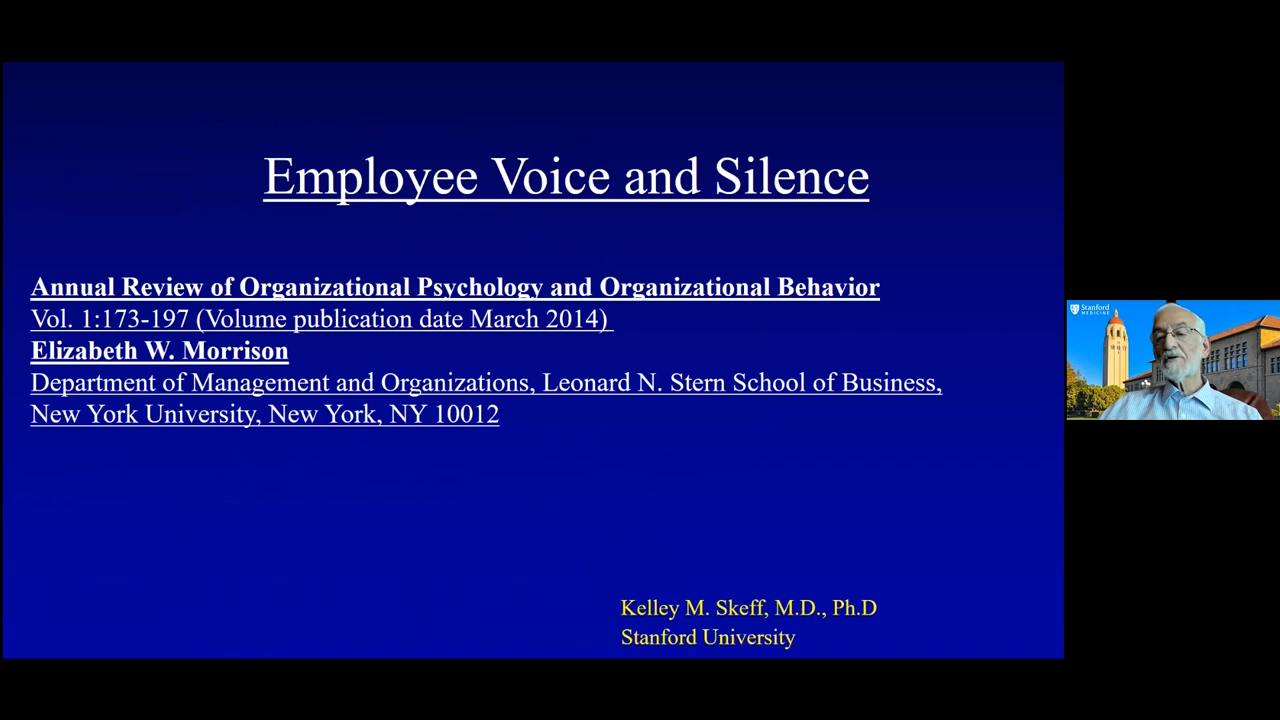 Employee Voice and Silence
Annual Review of Organizational Psychology and Organizational Behavior
Vol. 1:173-197 (Volume publication date March 2014)
Elizabeth W. Morrison
Department of Management and Organizations, Leonard N. Stern School of Business,
New York University, New York, NY 10012
Kelley M. Skeff, M.D., Ph.D
Stanford University
Stanford
MEDICINE